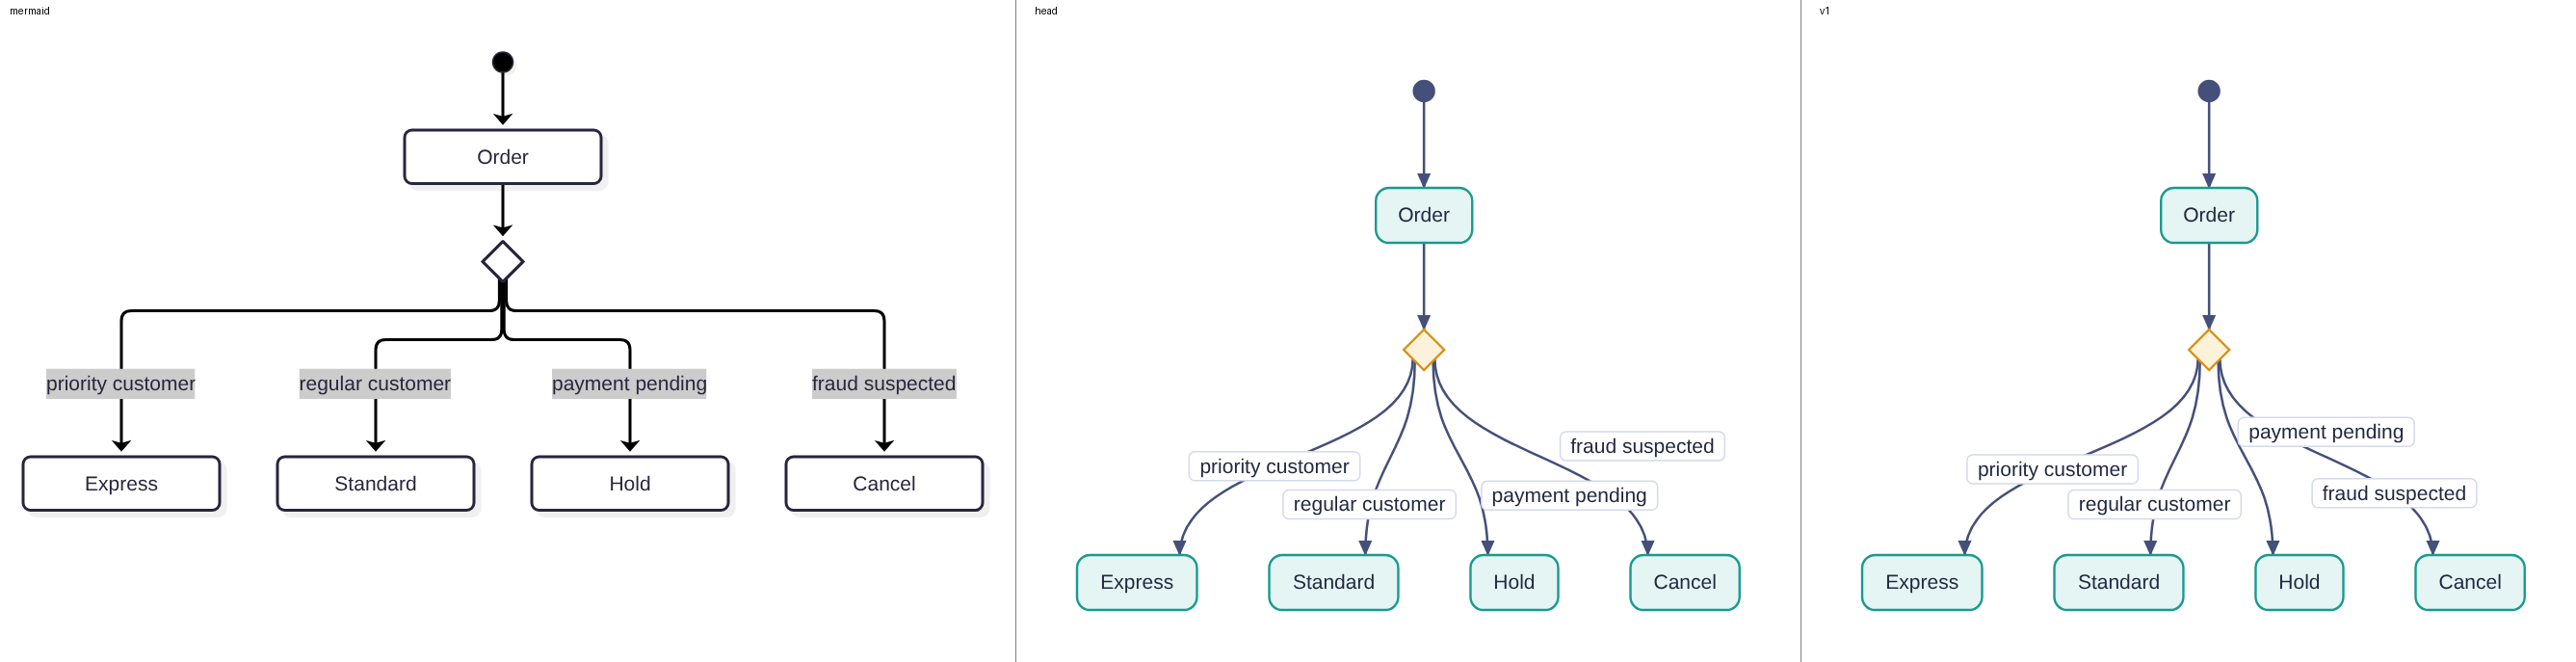 mermaid
Order
priority customer
regular customer
payment pending
fraud suspected
Express
Standard
Hold
Cancel
head
Order
fraud suspected
priority customer
payment pending
regular customer
Express
Standard
Hold
Cancel
v1
Order
payment pending
priority customer
fraud suspected
regular customer
Express
Standard
Hold
Cancel